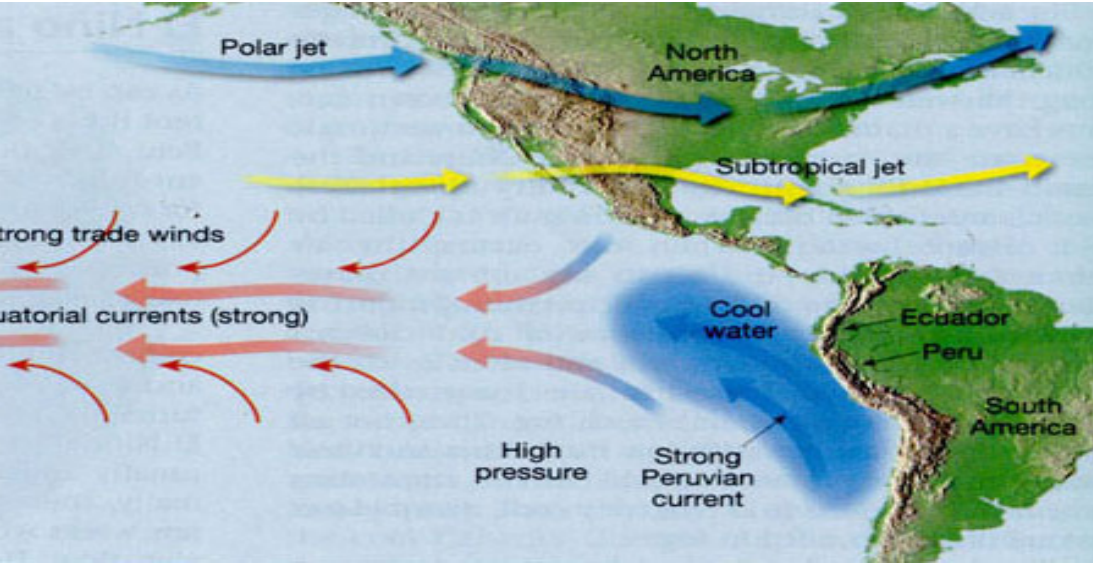 Polar jet
North
America
Subtropical jet
trong trade winds
Cool
water
uatorial currents (strong)
Ecuador
Peru
South
America
High
pressure
Strong
Peruvian
current